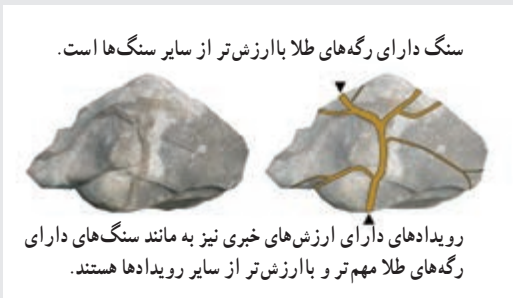 سنگ دارای رگه‌های طلا باارزش‌تر از سایر سنگ‌ها است.
رویدادهای دارای ارزش‌های خبری نیز به مانند سنگ‌های دارای
رگه‌های طلا مهم‌تر و باارزش‌تر از سایر رویدادها هستند.